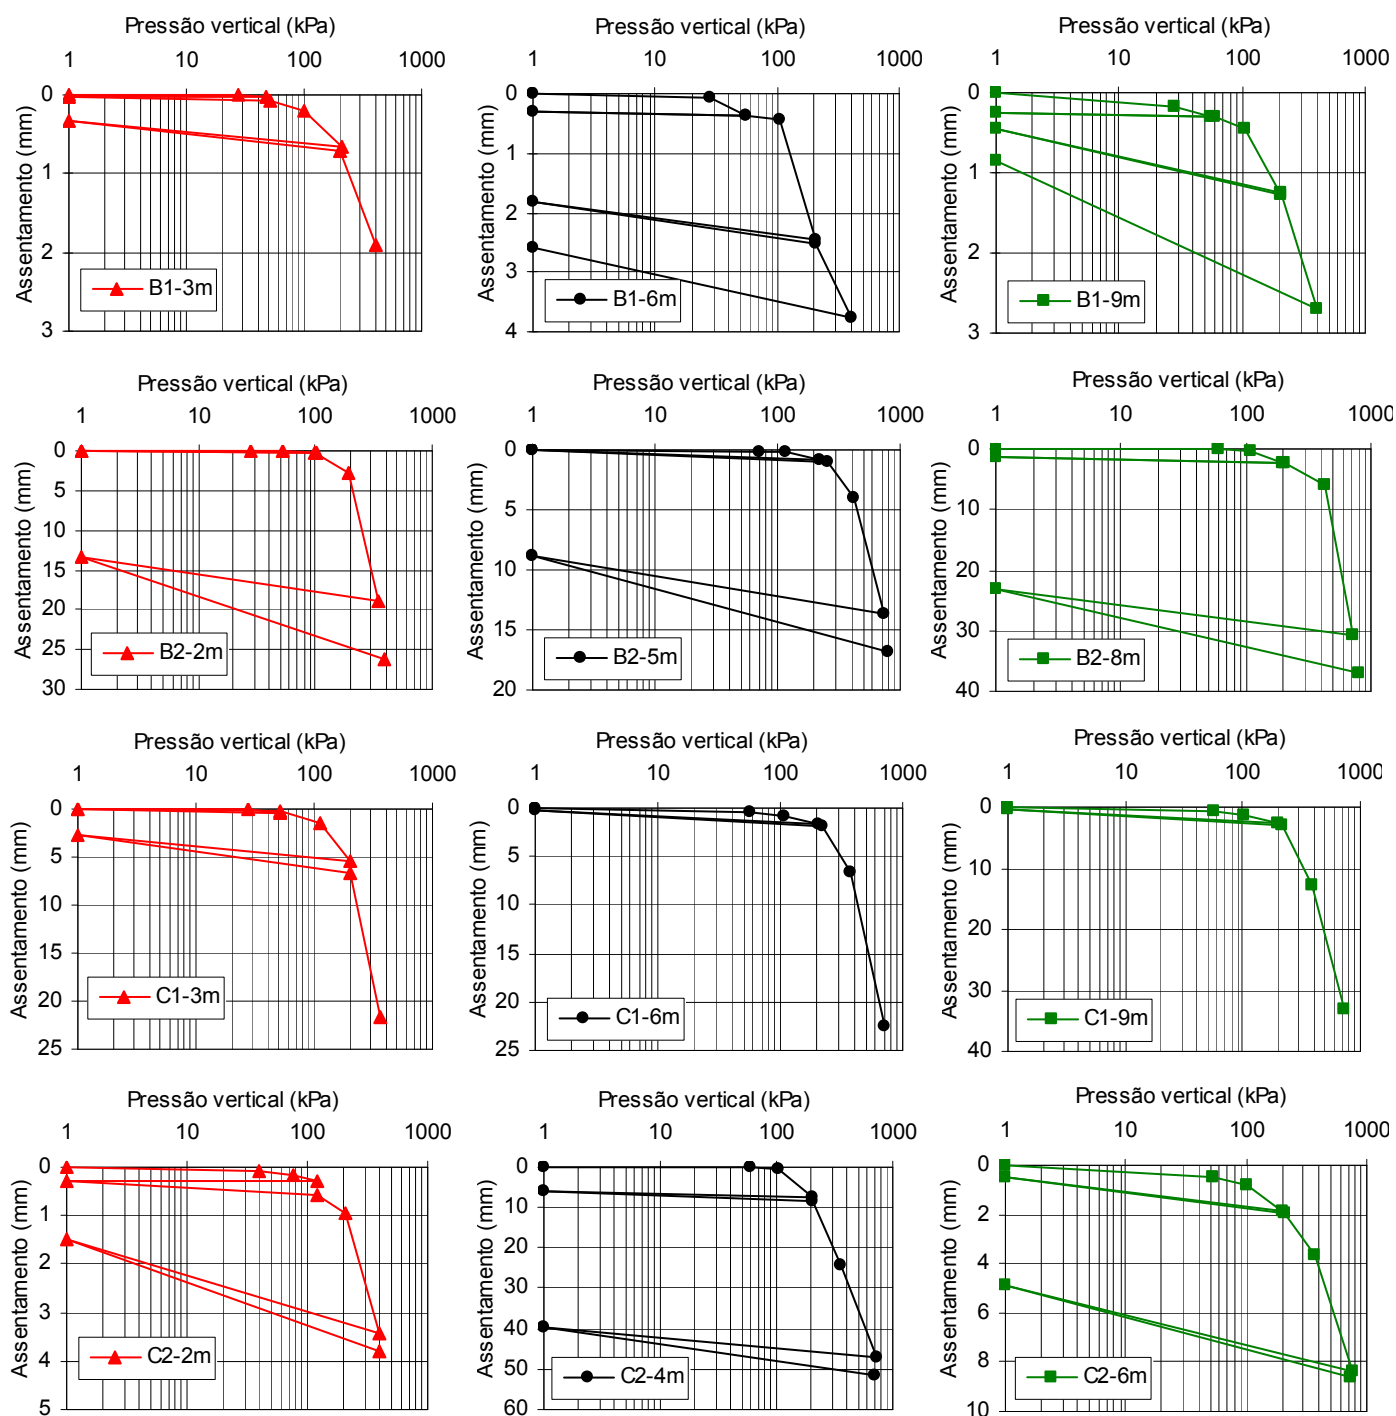 Pressão vertical (kPa)
1 10 100 1000
0
1
2
3
Assentamento (mm)
B1-3m
Pressão vertical (kPa)
1 10 100 1000
0
1
2
3
4
Assentamento (mm)
B1-6m
Pressão vertical (kPa)
1 10 100 1000
0
1
2
3
Assentamento (mm)
B1-9m
Pressão vertical (kPa)
1 10 100 1000
0
5
10
15
20
25
30
Assentamento (mm)
B2-2m
Pressão vertical (kPa)
1 10 100 1000
0
5
10
15
20
Assentamento (mm)
B2-5m
Pressão vertical (kPa)
1 10 100 1000
0
10
20
30
40
Assentamento (mm)
B2-8m
Pressão vertical (kPa)
1 10 100 1000
0
5
10
15
20
25
Assentamento (mm)
C1-3m
Pressão vertical (kPa)
1 10 100 1000
0
5
10
15
20
25
Assentamento (mm)
C1-6m
Pressão vertical (kPa)
1 10 100 1000
0
10
20
30
40
Assentamento (mm)
C1-9m
Pressão vertical (kPa)
1 10 100 1000
0
1
2
3
4
5
Assentamento (mm)
C2-2m
Pressão vertical (kPa)
1 10 100 1000
0
10
20
30
40
50
60
Assentamento (mm)
C2-4m
Pressão vertical (kPa)
1 10 100 1000
0
2
4
6
8
10
Assentamento (mm)
C2-6m